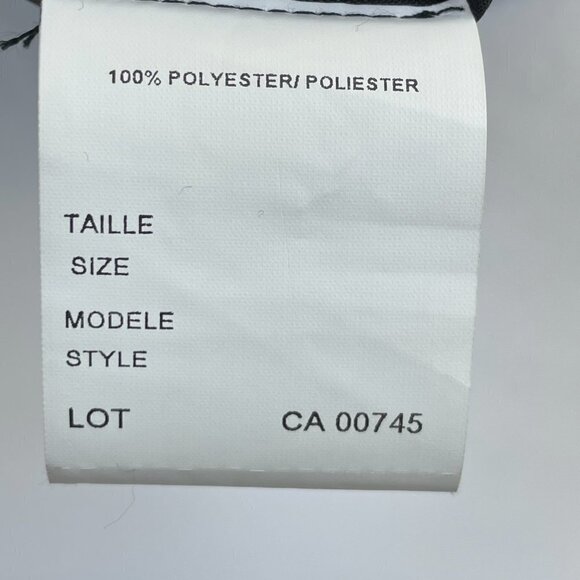 100% POLYESTER/ POLIESTER
TAILLE
SIZE
MODELE
STYLE
LOT CA 00745